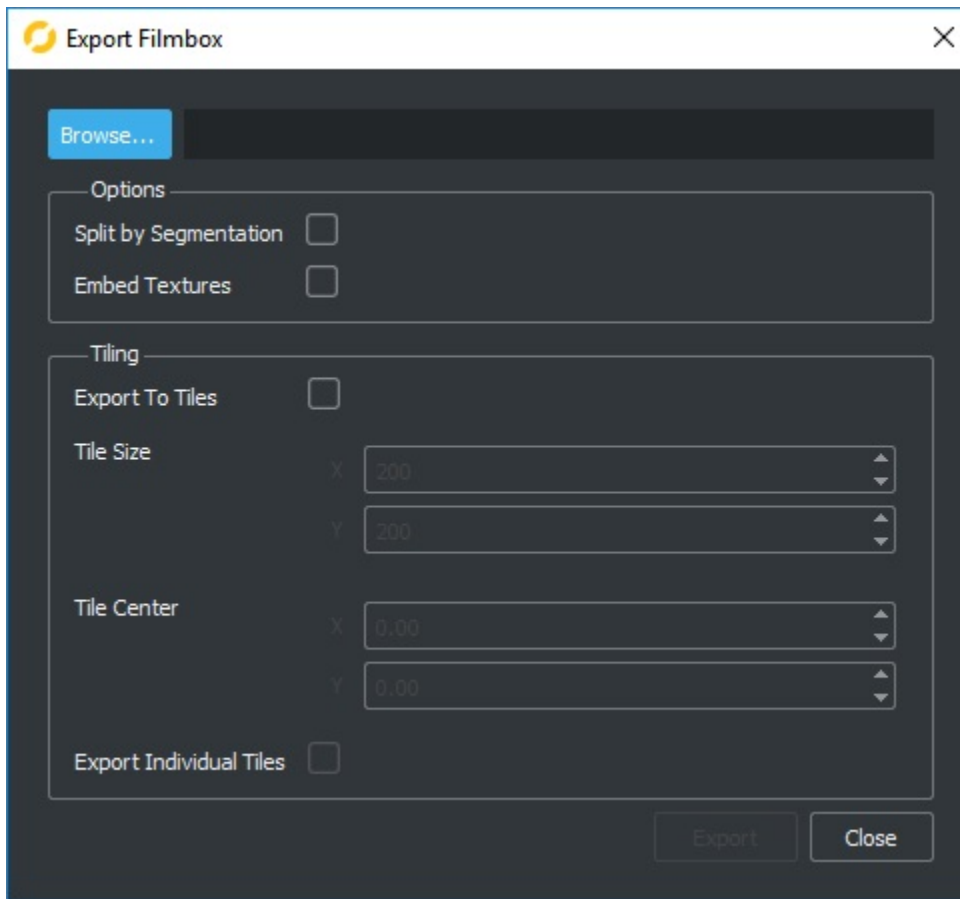 Export Filmbox
Browse...
Options
Split by Segmentation
Embed Textures
Tiling
Export To Tiles
Tile Size
X 200
Y 200
Tile Center
X 0.00
Y 0.00
Export Individual Tiles
Export Close